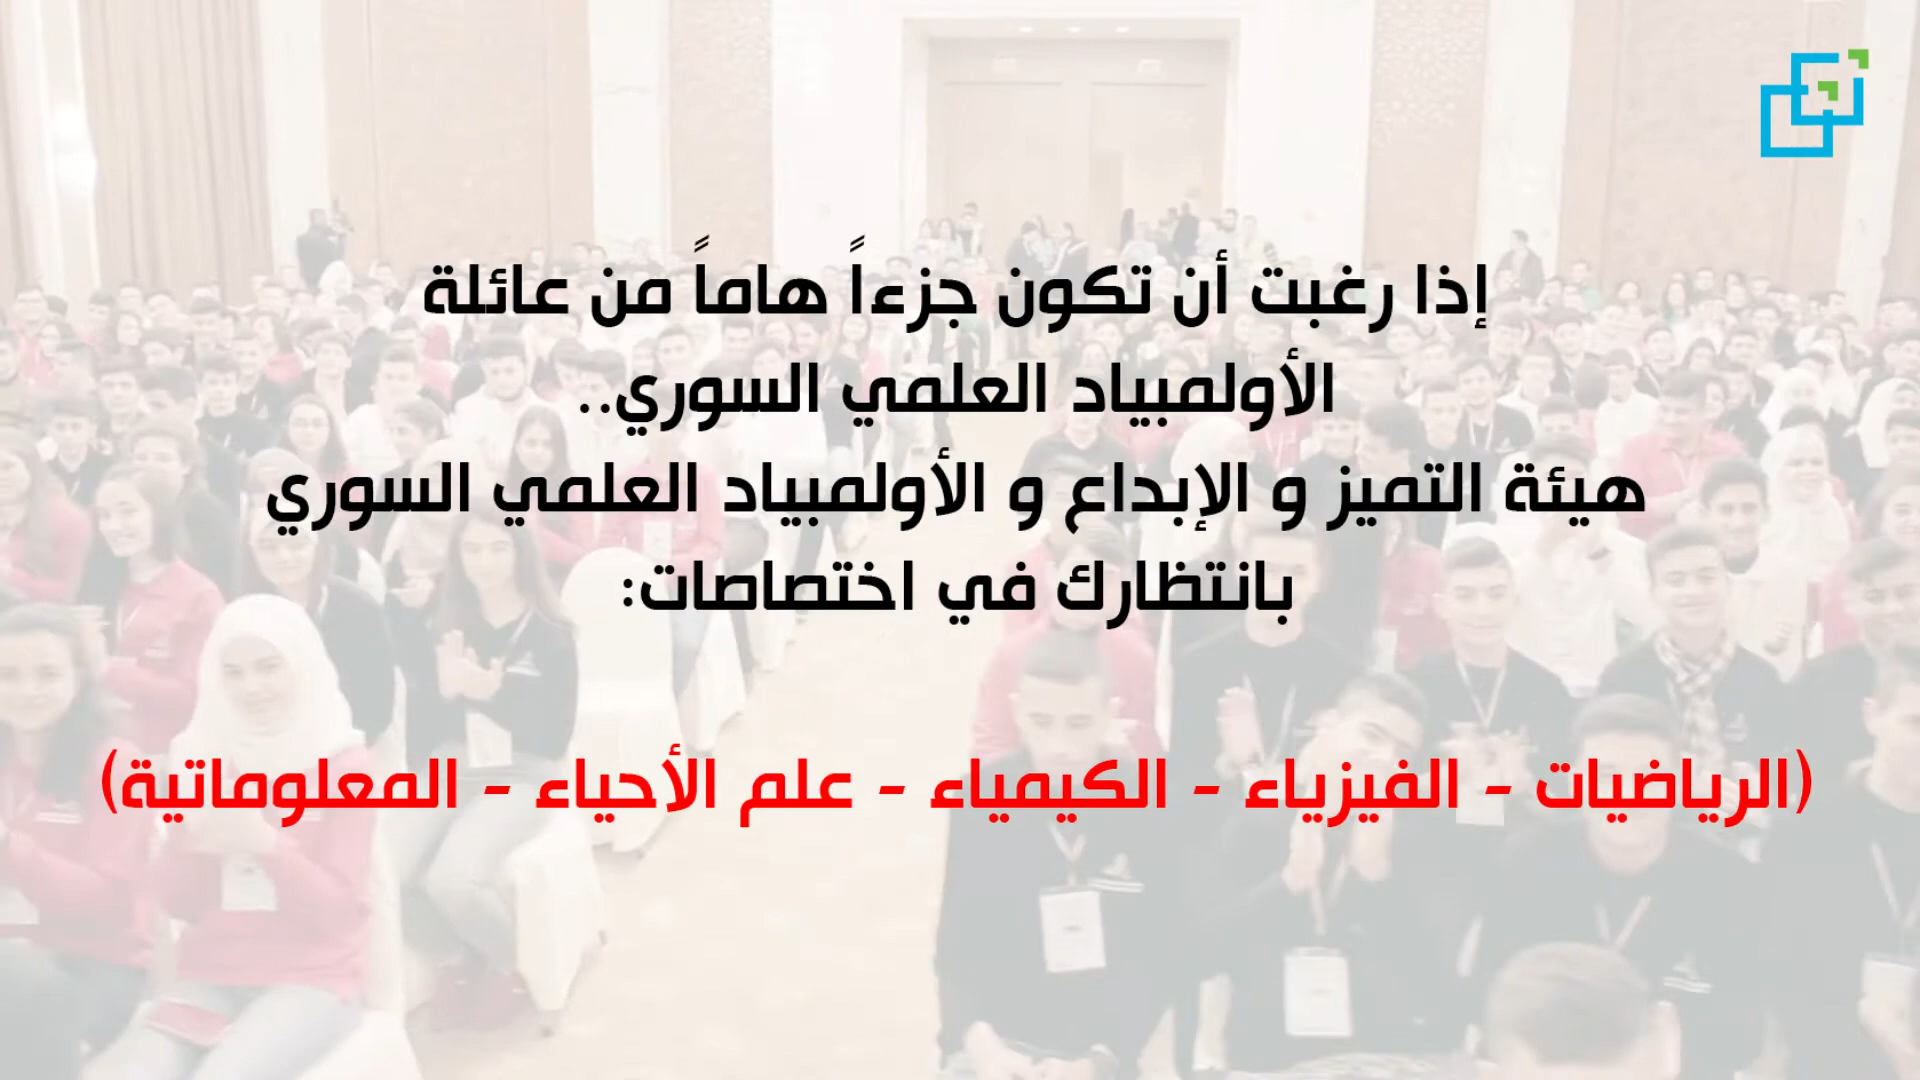 إذا رغبت أن تكون جزءاً هاماً من عائلة
الأولمبياد العلمي السوري..
هيئة التميز و الإبداع و الأولمبياد العلمي السوري
بانتظارك في اختصاصات:
(الرياضيات - الفيزياء - الكيمياء - علم الأحياء - المعلوماتية)